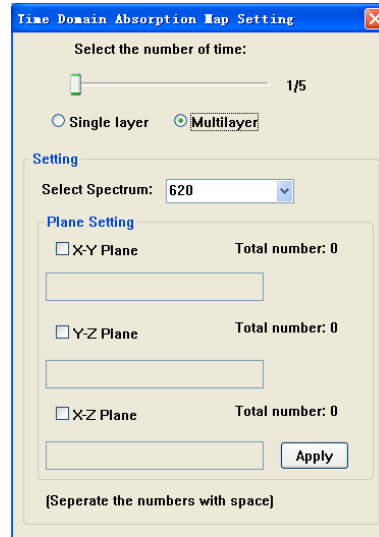 Time Domain Absorption Map Setting
Select the number of time:
1/5
Single layer Multilayer
Setting
Select Spectrum: 620
Plane Setting
X-Y Plane Total number: 0
Y-Z Plane Total number: 0
X-Z Plane Total number: 0
Apply
(Seperate the numbers with space)